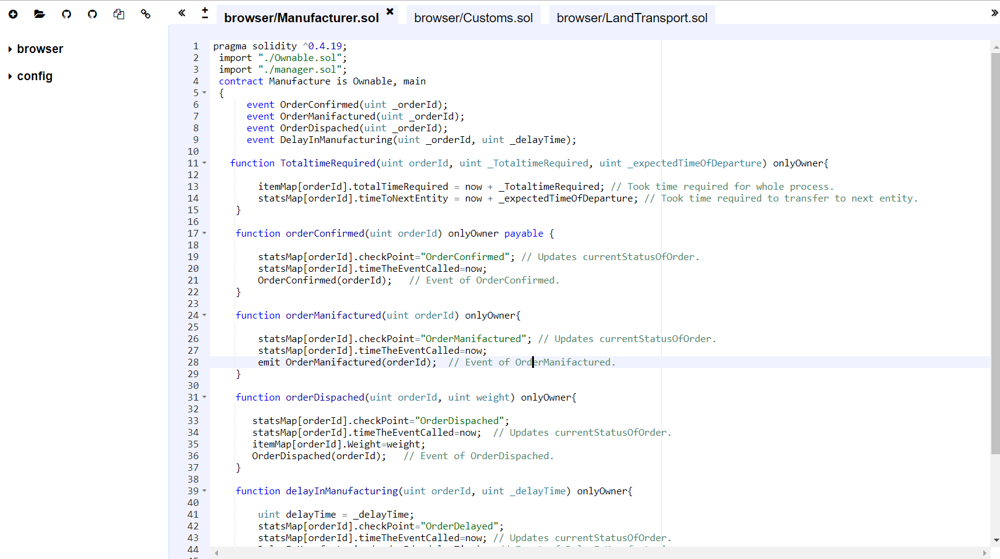 « ± browser/Manufacturer.sol × browser/Customs.sol browser/LandTransport.sol »
browser
config
1 pragma solidity ^0.4.19;
2 import "./Ownable.sol";
3 import "./manager.sol";
4 contract Manufacture is Ownable, main
5 {
6 event OrderConfirmed(uint _orderId);
7 event OrderManifactured(uint _orderId);
8 event OrderDispached(uint _orderId);
9 event DelayInManufacturing(uint _orderId, uint _delayTime);
10
11 function TotaltimeRequired(uint orderId, uint _TotaltimeRequired, uint _expectedTimeOfDeparture) onlyOwner{
12
13 itemMap[orderId].totalTimeRequired = now + _TotaltimeRequired; // Took time required for whole process.
14 statsMap[orderId].timeToNextEntity = now + _expectedTimeOfDeparture; // Took time required to transfer to next entity.
15 }
16
17 function orderConfirmed(uint orderId) onlyOwner payable {
18
19 statsMap[orderId].checkPoint="OrderConfirmed"; // Updates currentStatusOfOrder.
20 statsMap[orderId].timeTheEventCalled=now;
21 OrderConfirmed(orderId); // Event of OrderConfirmed.
22 }
23
24 function orderManifactured(uint orderId) onlyOwner{
25
26 statsMap[orderId].checkPoint="OrderManifactured"; // Updates currentStatusOfOrder.
27 statsMap[orderId].timeTheEventCalled=now;
28 emit OrderManifactured(orderId); // Event of OrderManifactured.
29 }
30
31 function orderDispached(uint orderId, uint weight) onlyOwner{
32
33 statsMap[orderId].checkPoint="OrderDispached";
34 statsMap[orderId].timeTheEventCalled=now; // Updates currentStatusOfOrder.
35 itemMap[orderId].Weight=weight;
36 OrderDispached(orderId); // Event of OrderDispached.
37 }
38
39 function delayInManufacturing(uint orderId, uint _delayTime) onlyOwner{
40
41 uint delayTime = _delayTime;
42 statsMap[orderId].checkPoint="OrderDelayed";
43 statsMap[orderId].timeTheEventCalled=now; // Updates currentStatusOfOrder.
44